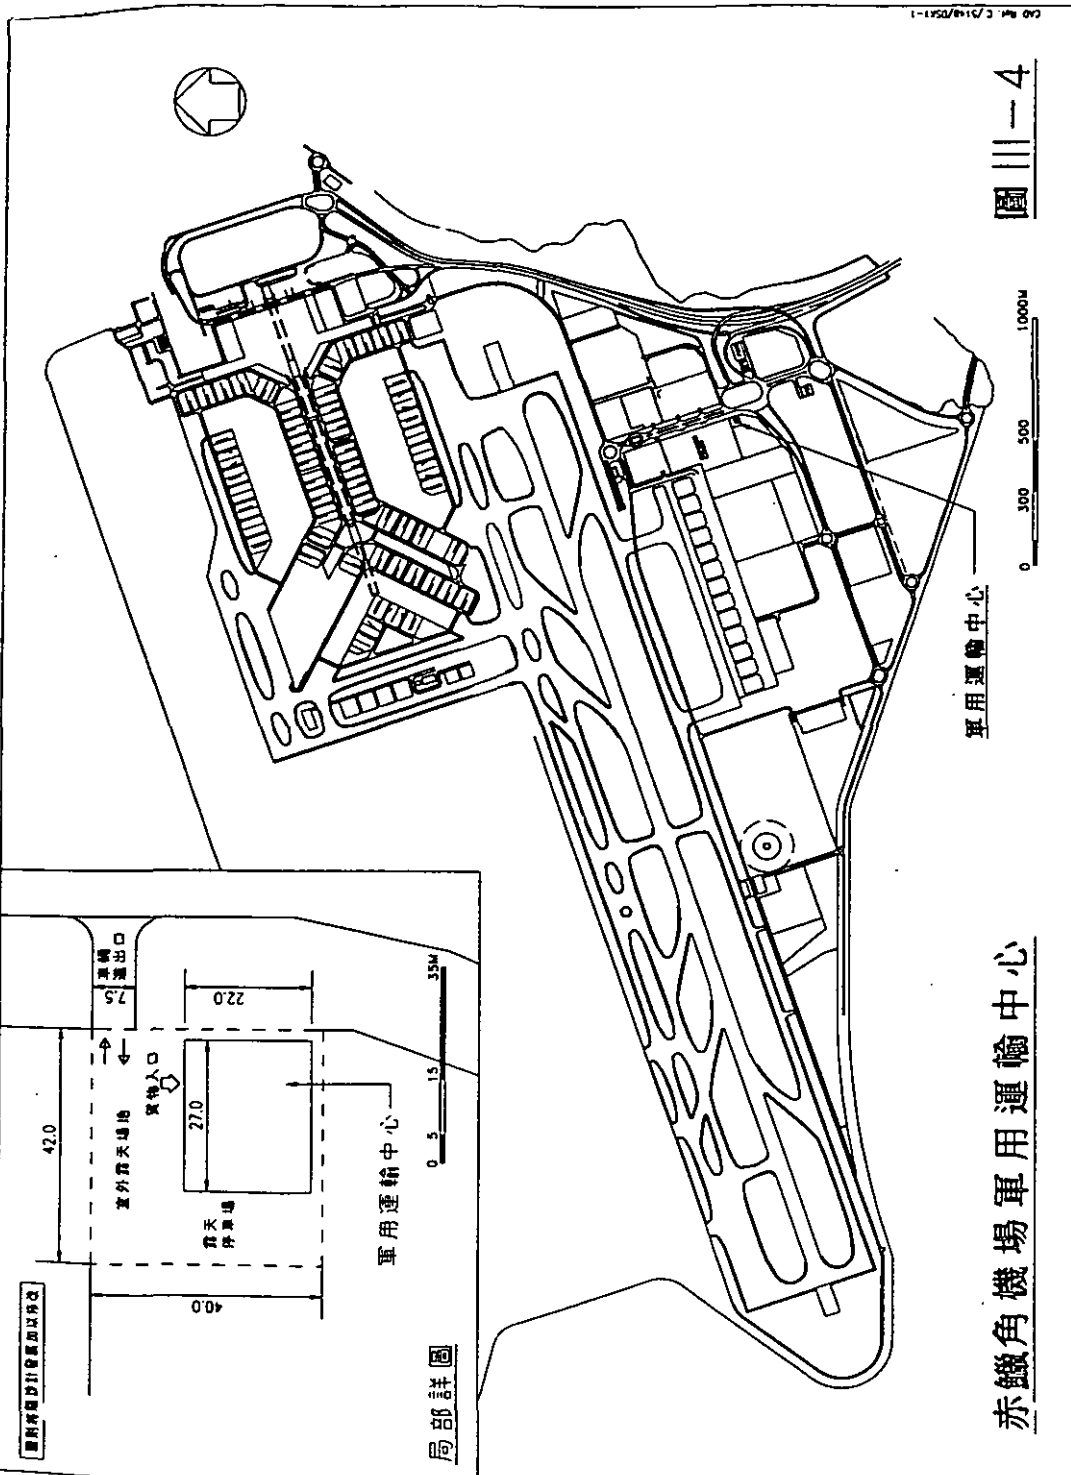 圖 III－4
赤鱲角機場軍用運輸中心
軍用運輸中心
0 300 500 1000M
局部詳圖
42.0
40.0
7.5
車輛
進出口
22.0
27.0
貨物入口
室外露天場地
露天
停車場
軍用運輸中心
0 5 15 35M